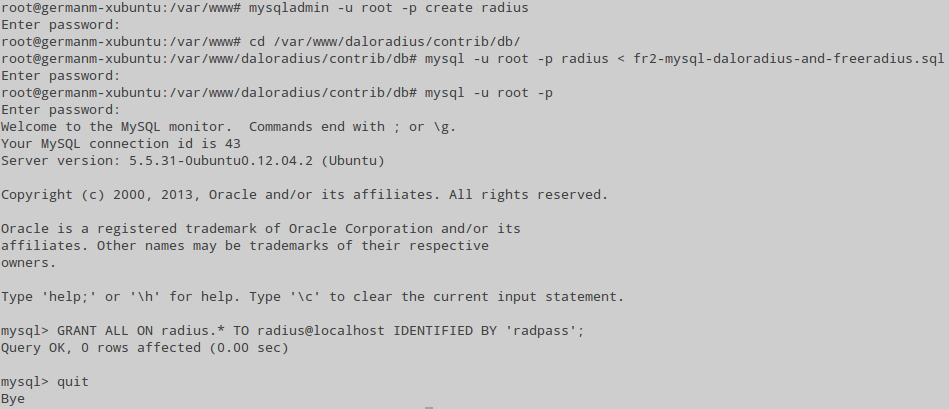 root@germanm-xubuntu:/var/www# mysqladmin -u root -p create radius
Enter password:
root@germanm-xubuntu:/var/www# cd /var/www/daloradius/contrib/db/
root@germanm-xubuntu:/var/www/daloradius/contrib/db# mysql -u root -p radius < fr2-mysql-daloradius-and-freeradius.sql
Enter password:
root@germanm-xubuntu:/var/www/daloradius/contrib/db# mysql -u root -p
Enter password:
Welcome to the MySQL monitor.  Commands end with ; or \g.
Your MySQL connection id is 43
Server version: 5.5.31-0ubuntu0.12.04.2 (Ubuntu)

Copyright (c) 2000, 2013, Oracle and/or its affiliates. All rights reserved.

Oracle is a registered trademark of Oracle Corporation and/or its
affiliates. Other names may be trademarks of their respective
owners.

Type 'help;' or '\h' for help. Type '\c' to clear the current input statement.

mysql> GRANT ALL ON radius.* TO radius@localhost IDENTIFIED BY 'radpass';
Query OK, 0 rows affected (0.00 sec)

mysql> quit
Bye